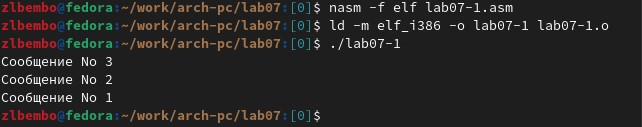 zlbembo@fedora:~/work/arch-pc/lab07:[0]$ nasm -f elf lab07-1.asm
zlbembo@fedora:~/work/arch-pc/lab07:[0]$ ld -m elf_i386 -o lab07-1 lab07-1.o
zlbembo@fedora:~/work/arch-pc/lab07:[0]$ ./lab07-1
Сообщение No 3
Сообщение No 2
Сообщение No 1
zlbembo@fedora:~/work/arch-pc/lab07:[0]$